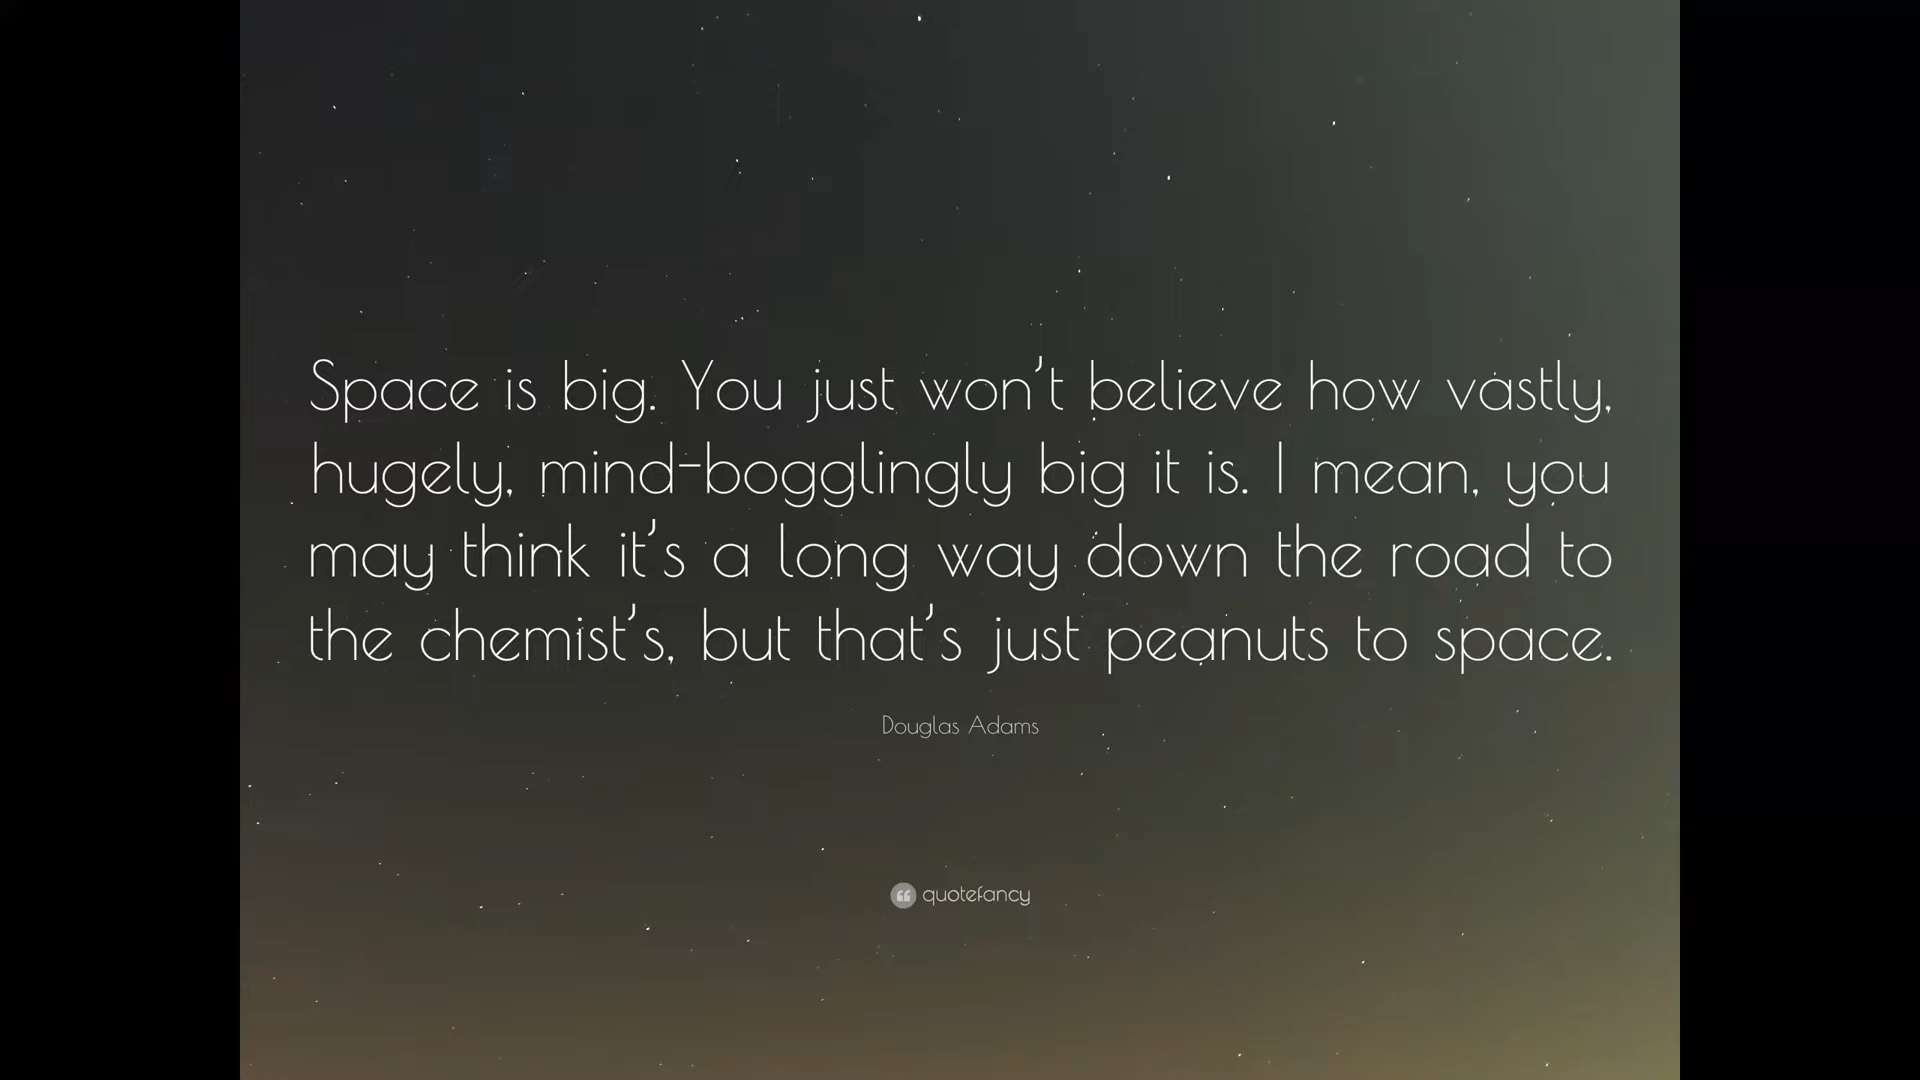 Space is big. You just won’t believe how vastly,
hugely, mind-bogglingly big it is. I mean, you
may think it’s a long way down the road to
the chemist’s, but that’s just peanuts to space.
Douglas Adams
quotefancy